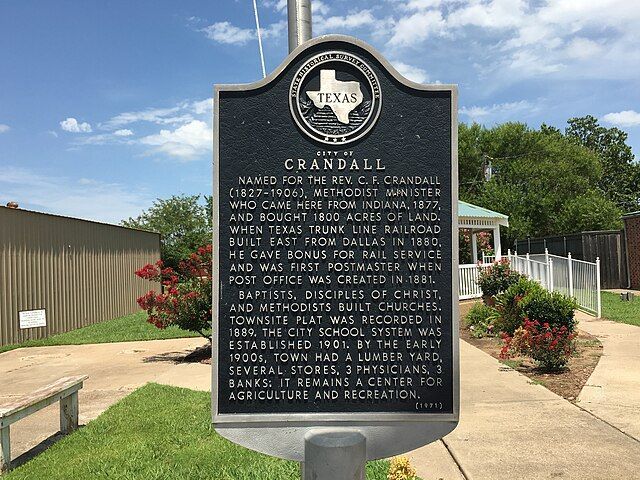 STATE HISTORICAL SURVEY COMMITTEE
TEXAS
CITY OF
CRANDALL
NAMED FOR THE REV. C. F. CRANDALL
(1827-1906), METHODIST MINISTER
WHO CAME HERE FROM INDIANA, 1877,
AND BOUGHT 1800 ACRES OF LAND.
WHEN TEXAS TRUNK LINE RAILROAD
BUILT EAST FROM DALLAS IN 1880,
HE GAVE BONUS FOR RAIL SERVICE
AND WAS FIRST POSTMASTER WHEN
POST OFFICE WAS CREATED IN 1881.
BAPTISTS, DISCIPLES OF CHRIST,
AND METHODISTS BUILT CHURCHES.
TOWNSITE PLAT WAS RECORDED IN
1889. THE CITY SCHOOL SYSTEM WAS
ESTABLISHED 1901. BY THE EARLY
1900s, TOWN HAD A LUMBER YARD,
SEVERAL STORES, 3 PHYSICIANS, 3
BANKS; IT REMAINS A CENTER FOR
AGRICULTURE AND RECREATION.
(1971)